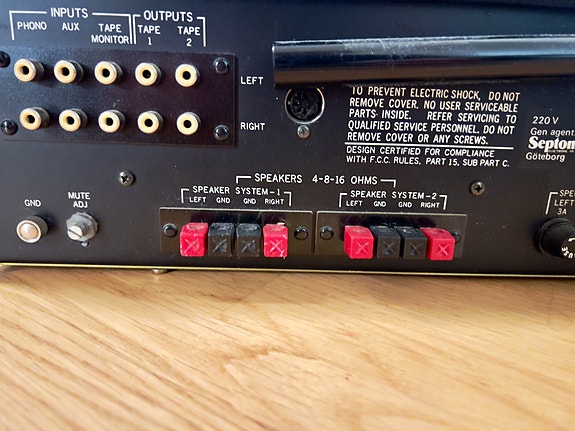 INPUTS OUTPUTS
PHONO AUX TAPE MONITOR TAPE 1 TAPE 2
LEFT
RIGHT
TO PREVENT ELECTRIC SHOCK, DO NOT
REMOVE COVER. NO USER SERVICEABLE
PARTS INSIDE. REFER SERVICING TO
QUALIFIED SERVICE PERSONNEL. DO NOT
REMOVE COVER OR ANY SCREWS.
DESIGN CERTIFIED FOR COMPLIANCE
WITH F.C.C. RULES, PART 15, SUB PART C.
220 V
Gen agent
Septon
Göteborg
SPEAKERS 4-8-16 OHMS
SPEAKER SYSTEM-1
LEFT GND GND RIGHT
SPEAKER SYSTEM-2
LEFT GND GND RIGHT
GND
MUTE
ADJ
LEFT
3A